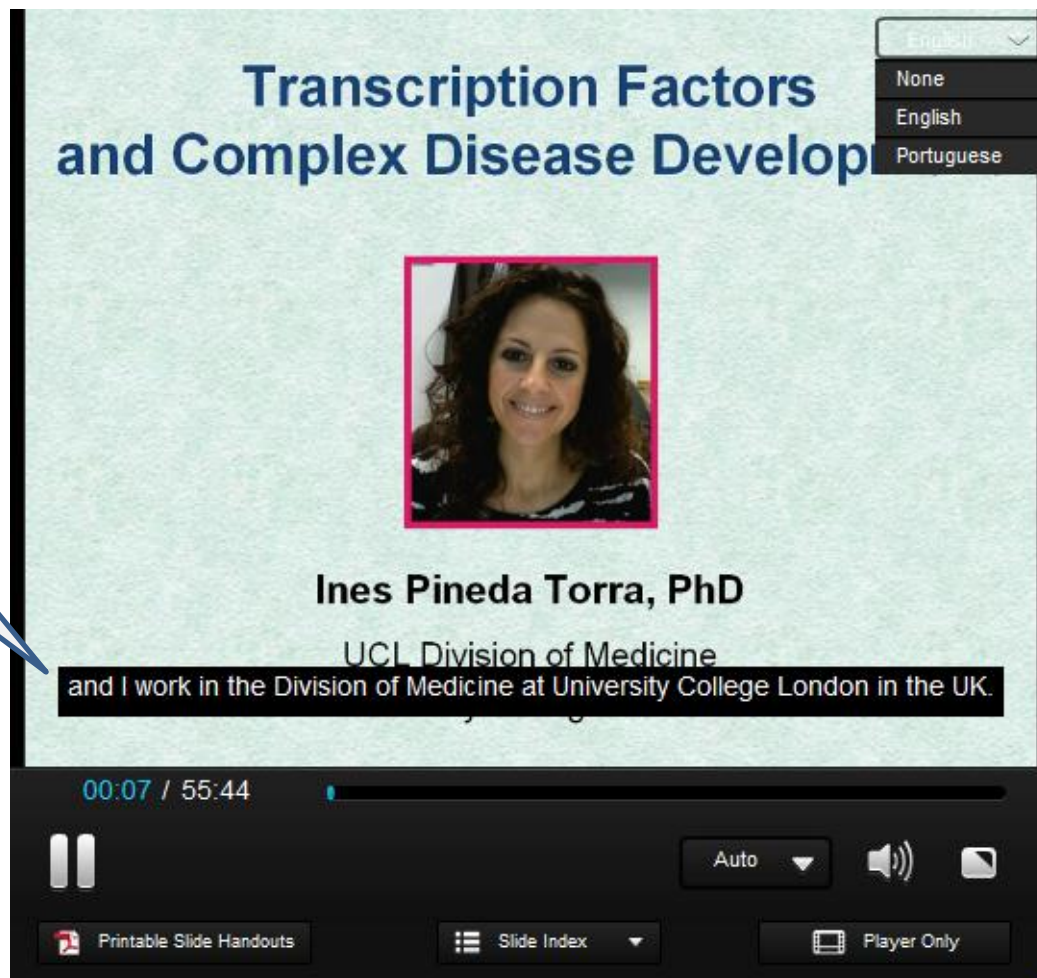 English
None
English
Portuguese
Transcription Factors
and Complex Disease Develop
Ines Pineda Torra, PhD
UCL Division of Medicine
and I work in the Division of Medicine at University College London in the UK.
00:07 / 55:44
Auto
Printable Slide Handouts
Slide Index
Player Only